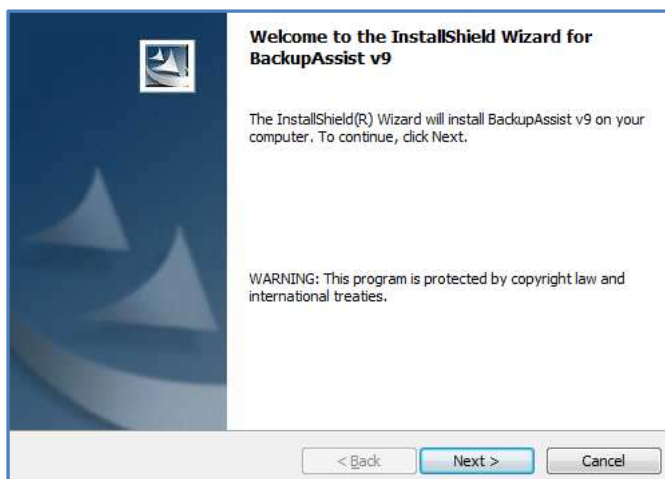 Welcome to the InstallShield Wizard for
BackupAssist v9
The InstallShield(R) Wizard will install BackupAssist v9 on your
computer. To continue, click Next.
WARNING: This program is protected by copyright law and
international treaties.
< Back Next > Cancel